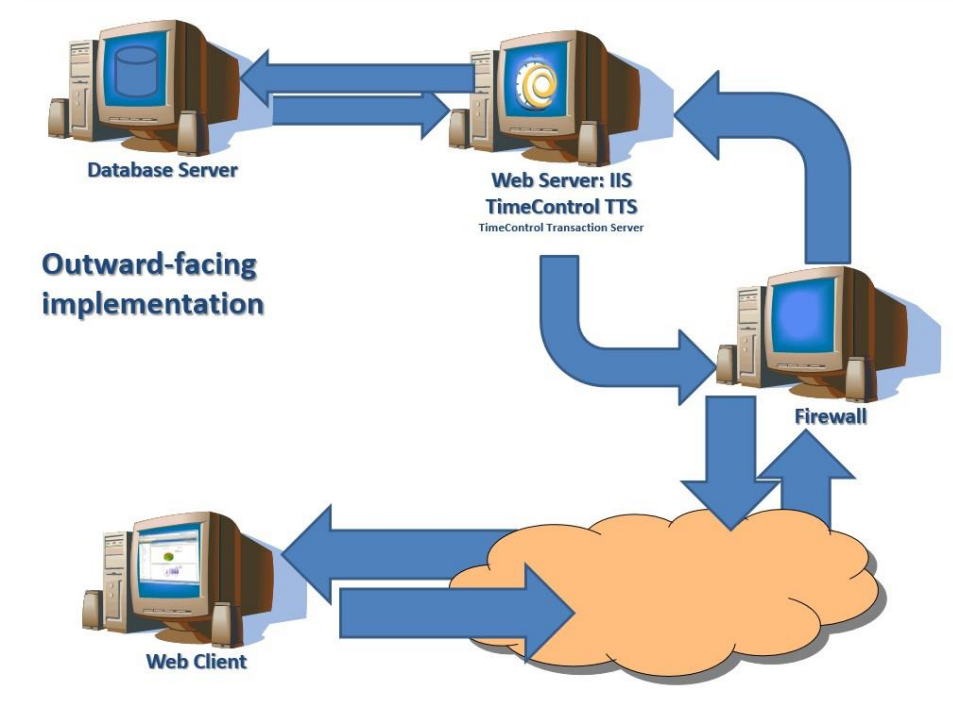 Database Server
Web Server: IIS
TimeControl TTS
TimeControl Transaction Server
Outward-facing
implementation
Firewall
Web Client